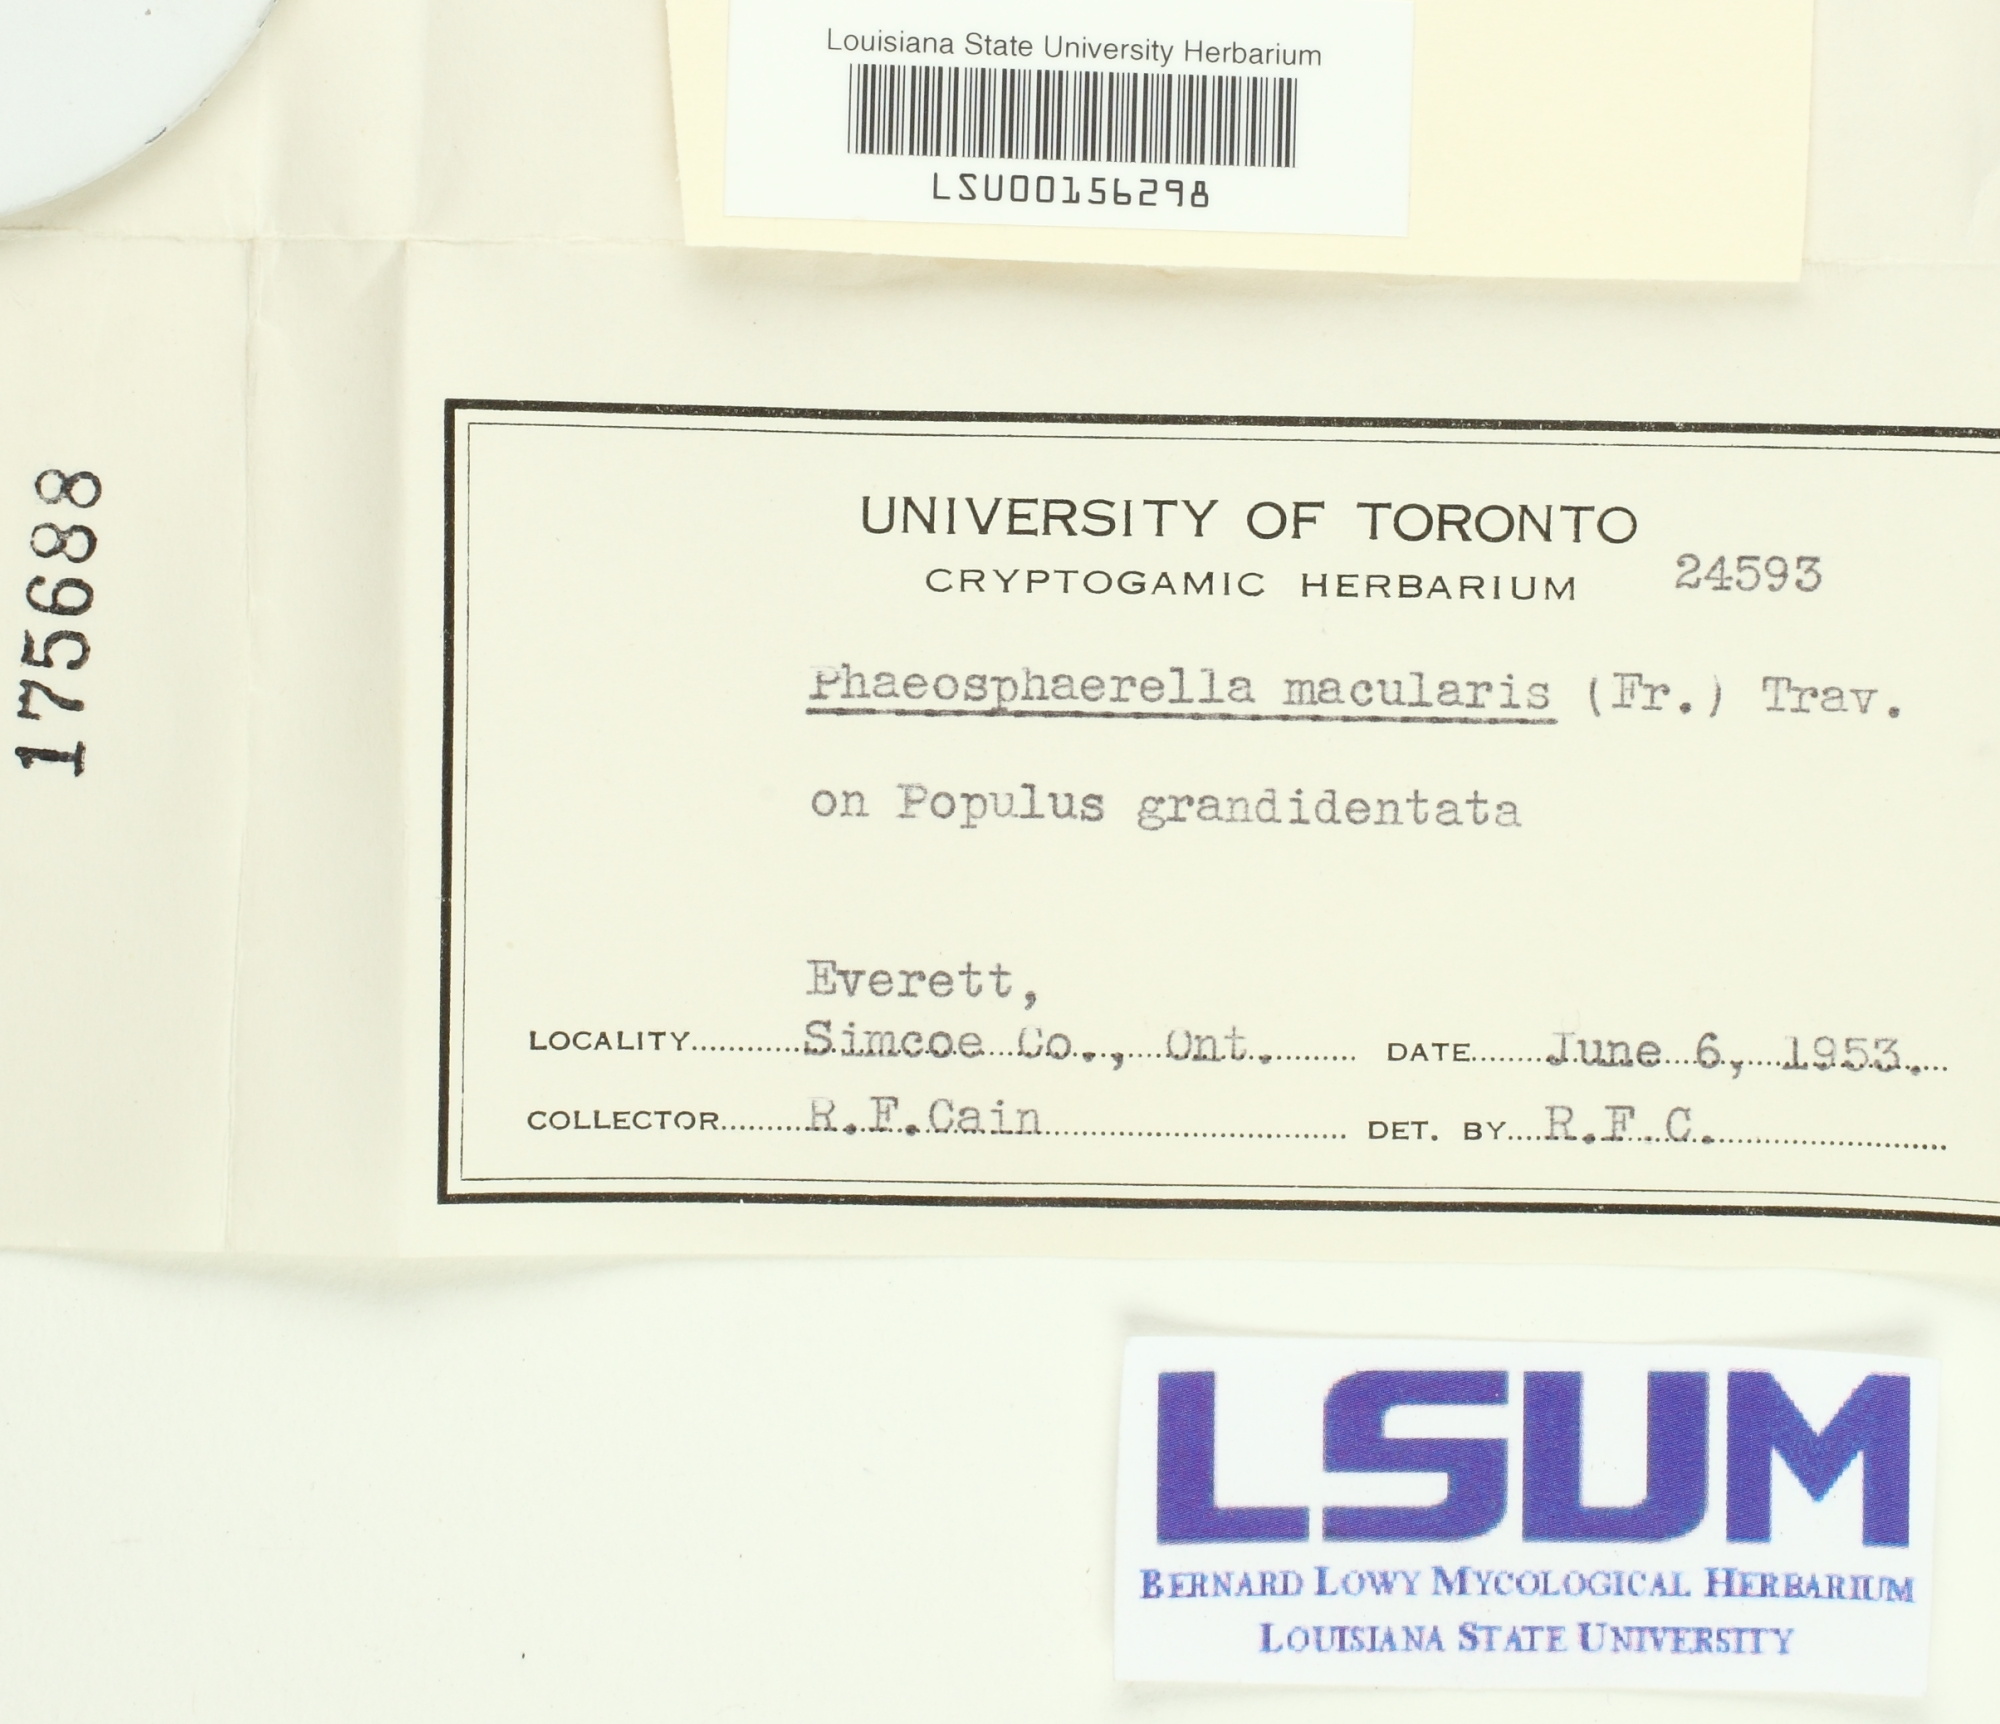 Louisiana State University Herbarium
LSU00156298
175688
UNIVERSITY OF TORONTO
CRYPTOGAMIC HERBARIUM 24593
Phaeosphaerella macularis (Fr.) Trav.
on Populus grandidentata
Everett,
LOCALITY Simcoe Co., Ont. DATE June 6, 1953.
COLLECTOR R.F.Cain DET. BY R.F.C.
LSUM
BERNARD LOWY MYCOLOGICAL HERBARIUM
LOUISIANA STATE UNIVERSITY